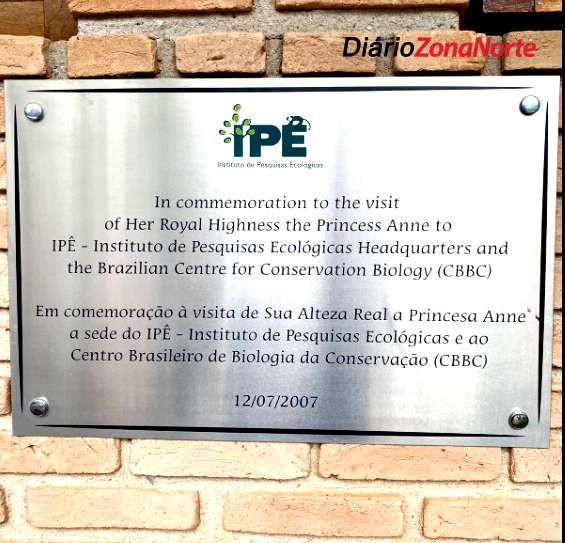 DiárioZonaNorte
IPÊ
Instituto de Pesquisas Ecológicas
In commemoration to the visit
of Her Royal Highness the Princess Anne to
IPÊ - Instituto de Pesquisas Ecológicas Headquarters and
the Brazilian Centre for Conservation Biology (CBBC)
Em comemoração à visita de Sua Alteza Real a Princesa Anne
a sede do IPÊ - Instituto de Pesquisas Ecológicas e ao
Centro Brasileiro de Biologia da Conservação (CBBC)
12/07/2007